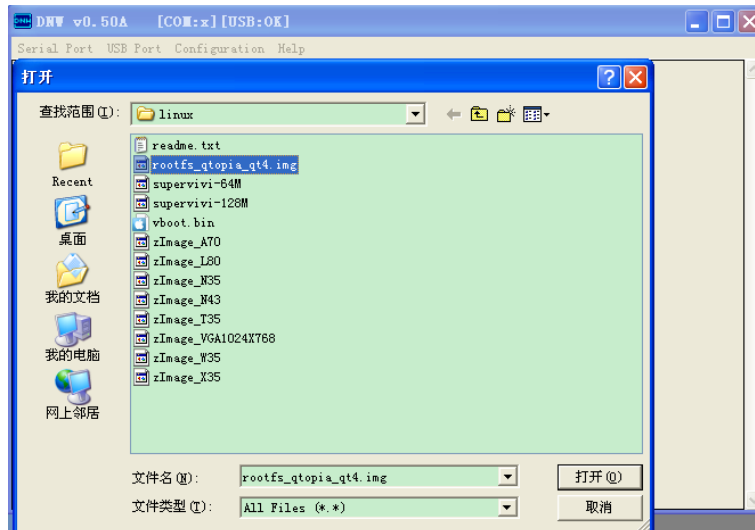 DNW v0.50A [COM:x][USB:OK]
Serial Port USB Port Configuration Help
打开
查找范围(I):
linux
Recent
桌面
我的文档
我的电脑
网上邻居
readme.txt
rootfs_qtopia_qt4.img
supervivi-64M
supervivi-128M
vboot.bin
zImage_A70
zImage_L80
zImage_N35
zImage_N43
zImage_T35
zImage_VGA1024X768
zImage_W35
zImage_X35
文件名(N): rootfs_qtopia_qt4.img 打开(O)
文件类型(T): All Files (*.*) 取消